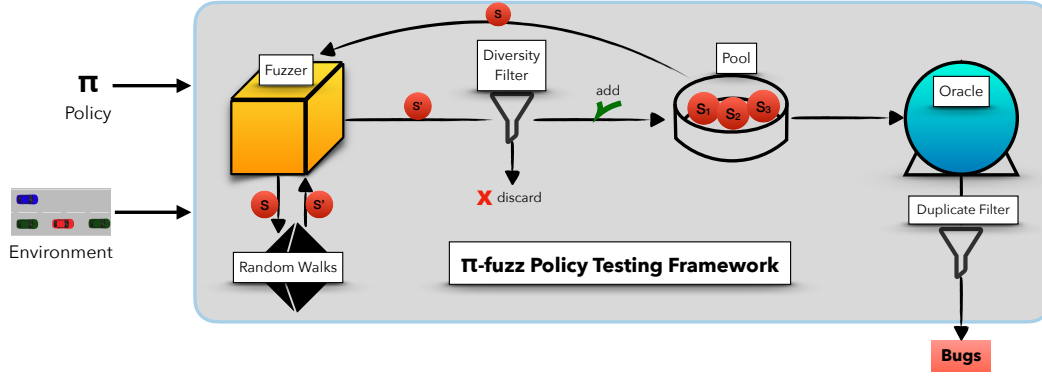 S
Diversity
Filter
Fuzzer
Pool
π
Policy
Oracle
add
S'
S₁
S₂
S₃
X discard
S
S'
Duplicate Filter
Environment
Random Walks
π-fuzz Policy Testing Framework
Bugs